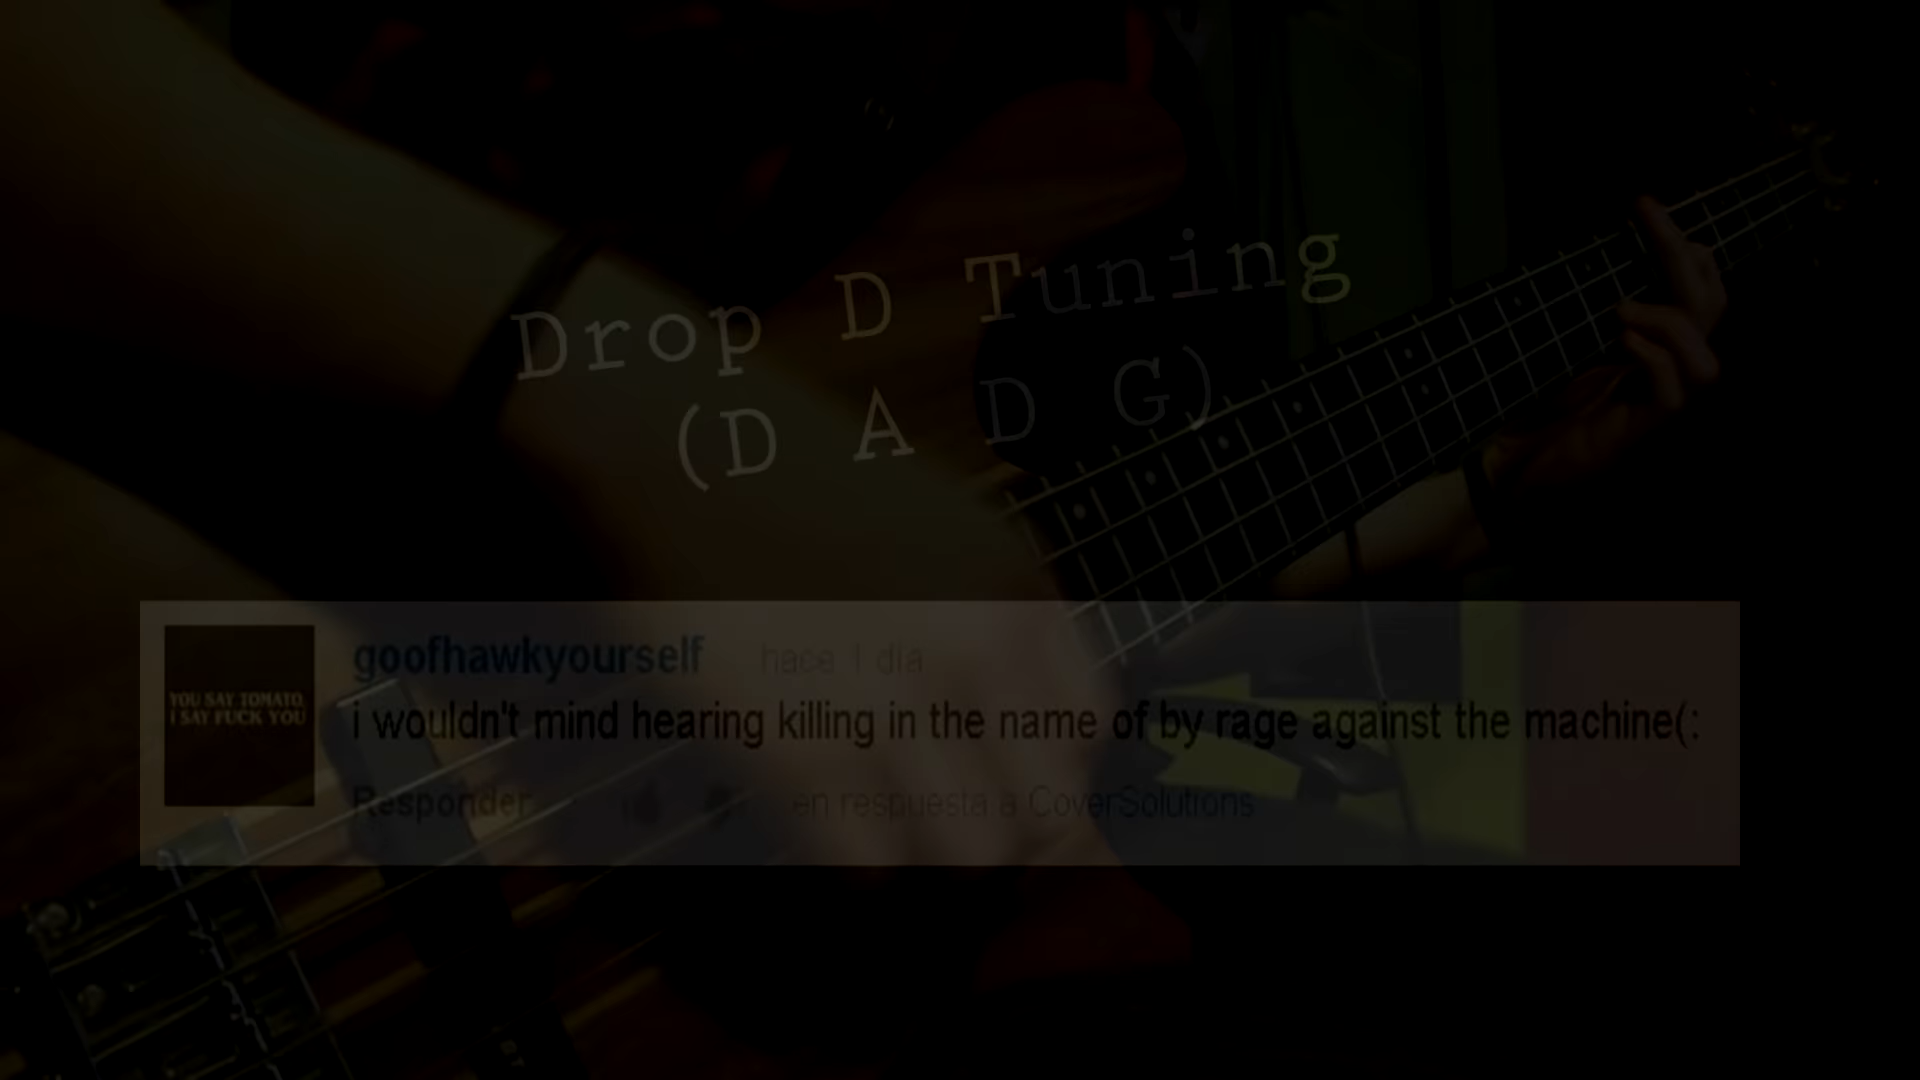 Drop D Tuning
(D A D G)
goofhawkyourself hace 1 día
YOU SAY TOMATO
I SAY FUCK YOU
i wouldn't mind hearing killing in the name of by rage against the machine(:
Responder en respuesta a CoverSolutions